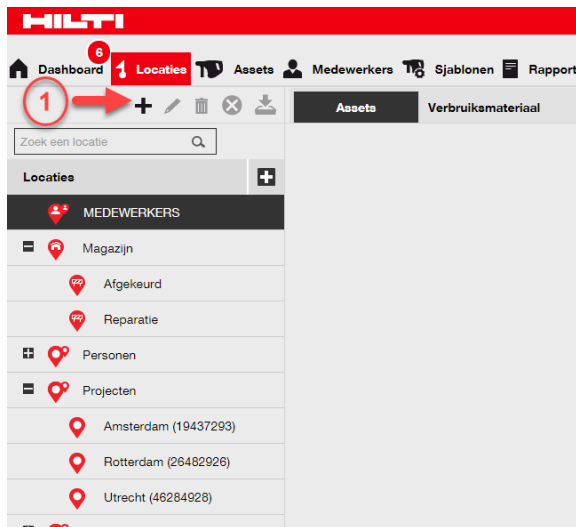 HILTI
6
Dashboard Locaties Assets Medewerkers Sjablonen Rapport
1
Assets Verbruiksmateriaal
Zoek een locatie
Locaties
MEDEWERKERS
Magazijn
Afgekeurd
Reparatie
Personen
Projecten
Amsterdam (19437293)
Rotterdam (26482926)
Utrecht (46284928)